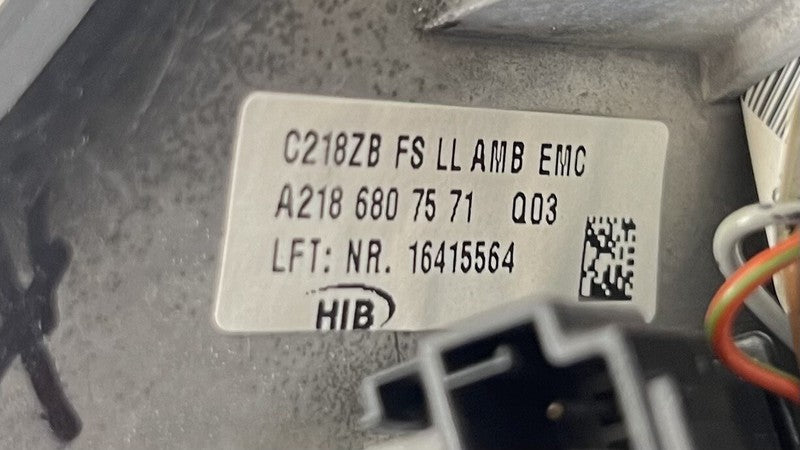 C218ZB FS LL AMB EMC
A218 680 75 71 Q03
LFT: NR. 16415564
HIB